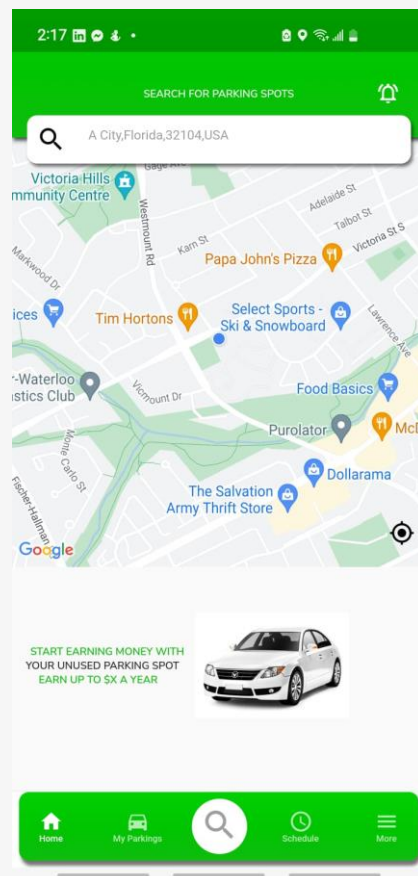 2:17
SEARCH FOR PARKING SPOTS
A City,Florida,32104,USA
Gage Ave
Victoria Hills
mmunity Centre
Westmount Rd
Adelaide St
Talbot St
Victoria St S
Karn St
Markwood Dr
Papa John's Pizza
ices
Tim Hortons
Select Sports -
Ski & Snowboard
Lawrence Ave
-Waterloo
astics Club
Vicmount Dr
Food Basics
Purolator
McD
Monte Carlo St
Dollarama
The Salvation
Army Thrift Store
Fischer-Hallman
Google
START EARNING MONEY WITH
YOUR UNUSED PARKING SPOT
EARN UP TO $X A YEAR
Home
My Parkings
Schedule
More